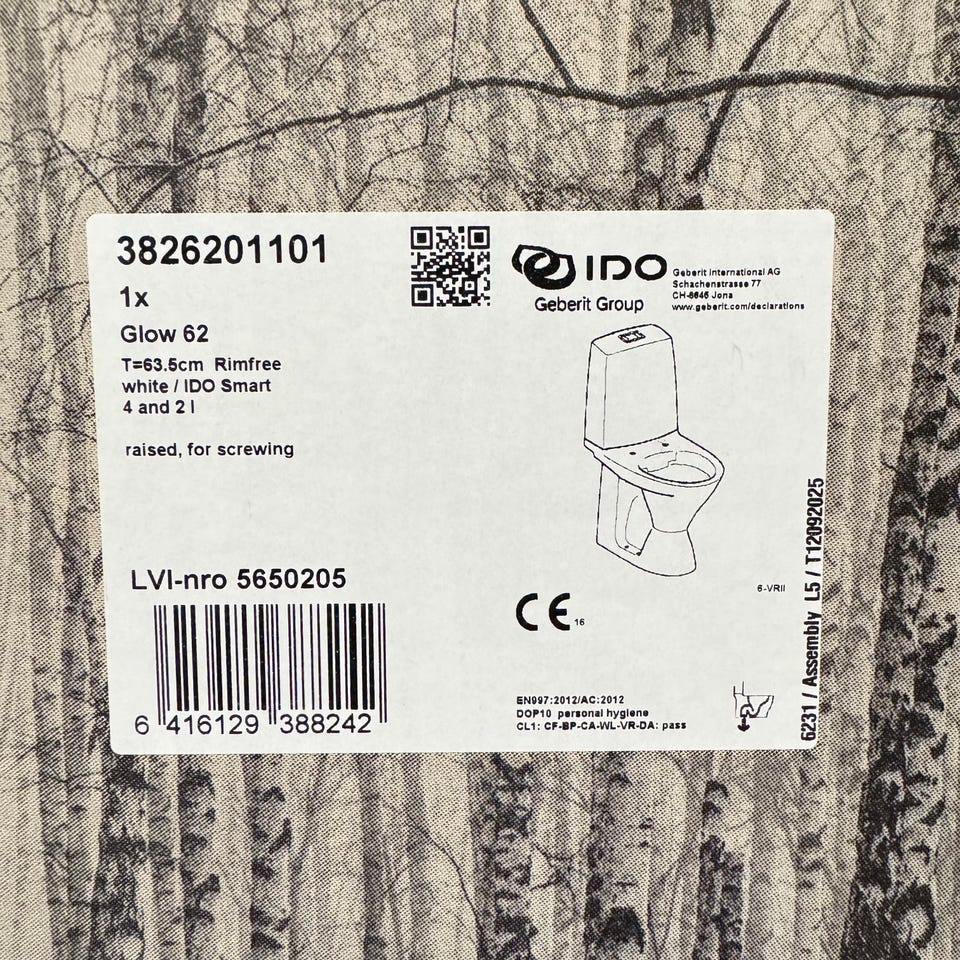 3826201101
1x
Glow 62
T=63.5cm Rimfree
white / IDO Smart
4 and 2 l
raised, for screwing
IDO
Geberit Group
Geberit International AG
Schachenstrasse 77
CH-8645 Jona
www.geberit.com/declarations
LVI-nro 5650205
6 416129 388242
6-VRII
CE 16
EN997:2012/AC:2012
DOP10 personal hygiene
CL1: CF-BP-CA-WL-VR-DA: pass
6231 / Assembly L5 / T12092025